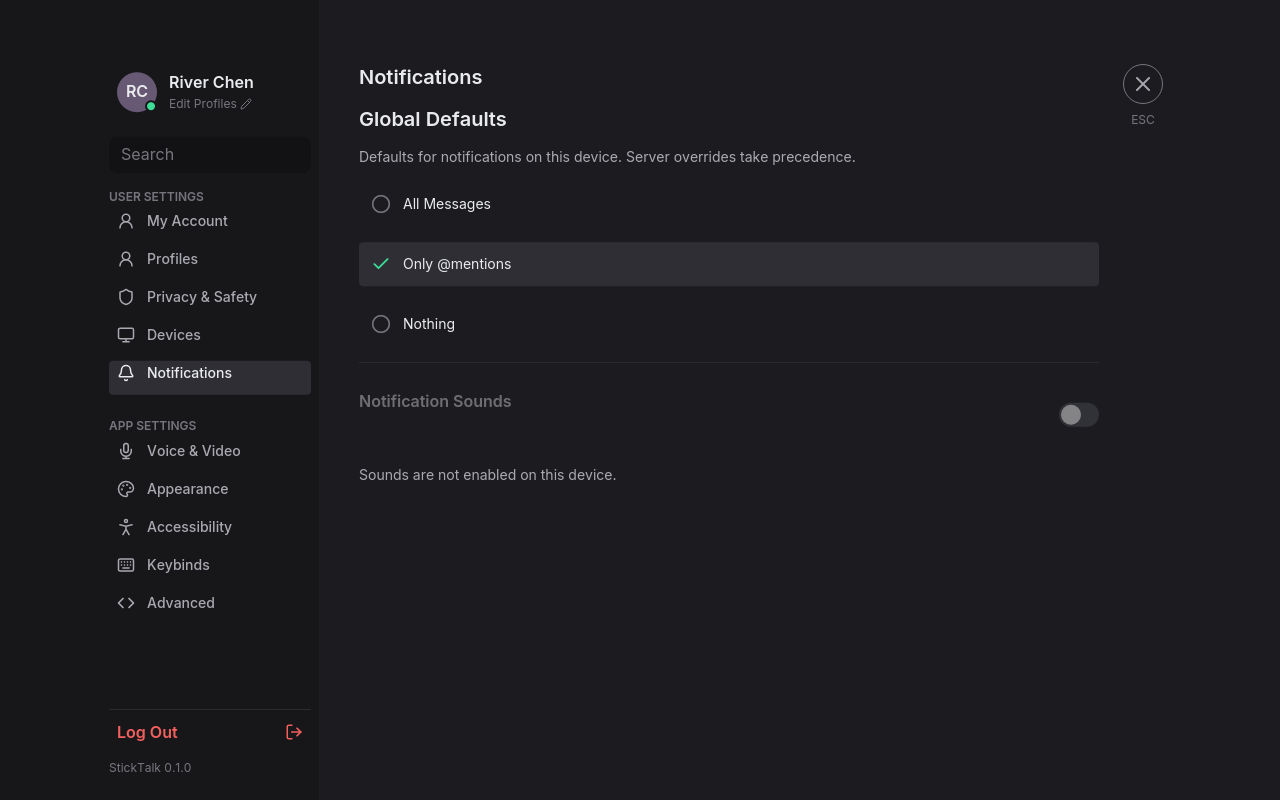 RC
River Chen
Edit Profiles
Search
USER SETTINGS
My Account
Profiles
Privacy & Safety
Devices
Notifications
APP SETTINGS
Voice & Video
Appearance
Accessibility
Keybinds
Advanced
Log Out
StickTalk 0.1.0
Notifications
Global Defaults
Defaults for notifications on this device. Server overrides take precedence.
All Messages
Only @mentions
Nothing
Notification Sounds
Sounds are not enabled on this device.
ESC